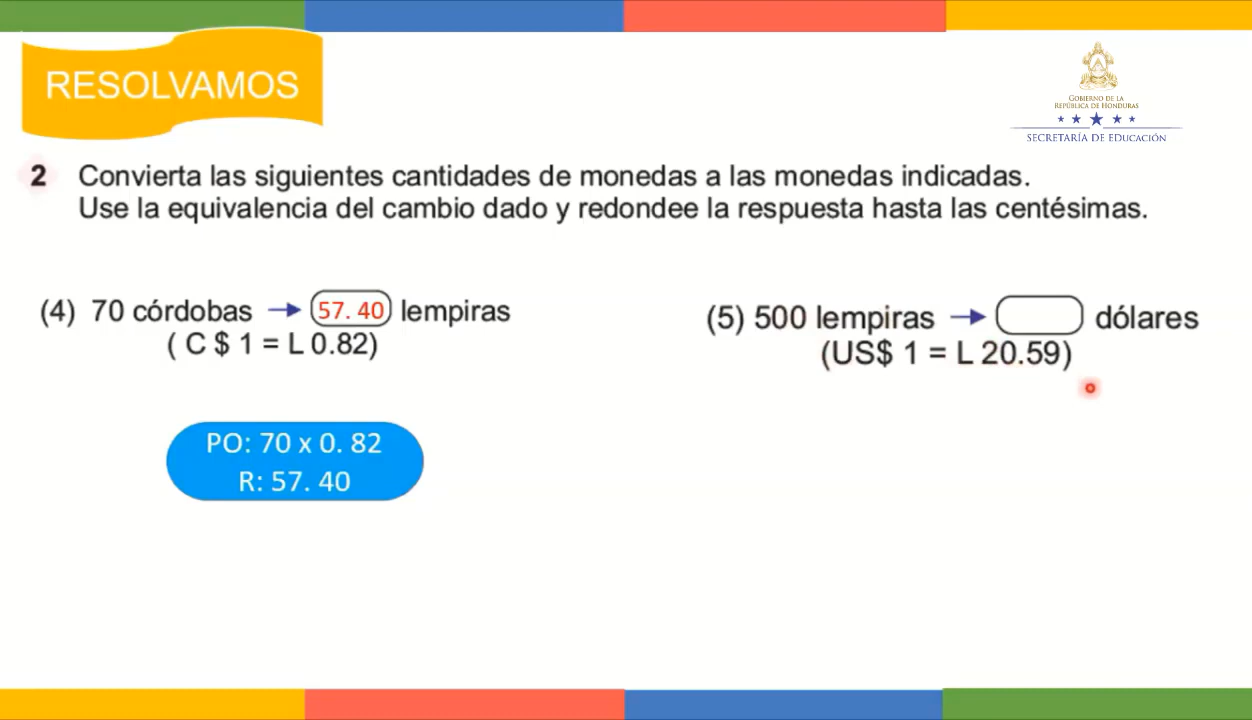 RESOLVAMOS
GOBIERNO DE LA
REPÚBLICA DE HONDURAS
SECRETARÍA DE EDUCACIÓN
2 Convierta las siguientes cantidades de monedas a las monedas indicadas.
Use la equivalencia del cambio dado y redondee la respuesta hasta las centésimas.
(4) 70 córdobas → 57. 40 lempiras
( C $ 1 = L 0.82)
PO: 70 x 0. 82
R: 57. 40
(5) 500 lempiras → dólares
(US$ 1 = L 20.59)